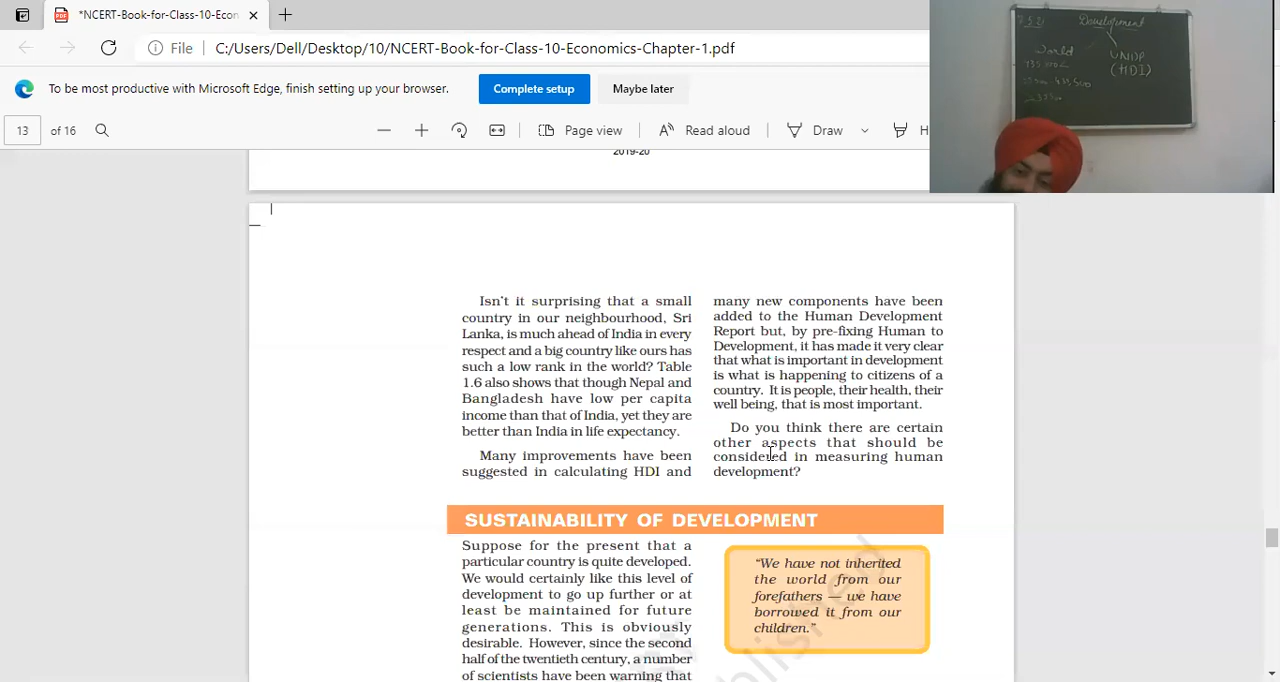 *NCERT-Book-for-Class-10-Econ
File
C:/Users/Dell/Desktop/10/NCERT-Book-for-Class-10-Economics-Chapter-1.pdf
To be most productive with Microsoft Edge, finish setting up your browser.
Complete setup
Maybe later
13 of 16
Page view
Read aloud
Draw
H
Development
World
UNDP
(HDI)
2019-20
Isn't it surprising that a small
country in our neighbourhood, Sri
Lanka, is much ahead of India in every
respect and a big country like ours has
such a low rank in the world? Table
1.6 also shows that though Nepal and
Bangladesh have low per capita
income than that of India, yet they are
better than India in life expectancy.
Many improvements have been
suggested in calculating HDI and
many new components have been
added to the Human Development
Report but, by pre-fixing Human to
Development, it has made it very clear
that what is important in development
is what is happening to citizens of a
country. It is people, their health, their
well being, that is most important.
Do you think there are certain
other aspects that should be
considered in measuring human
development?
SUSTAINABILITY OF DEVELOPMENT
Suppose for the present that a
particular country is quite developed.
We would certainly like this level of
development to go up further or at
least be maintained for future
generations. This is obviously
desirable. However, since the second
half of the twentieth century, a number
of scientists have been warning that
"We have not inherited
the world from our
forefathers — we have
borrowed it from our
children."